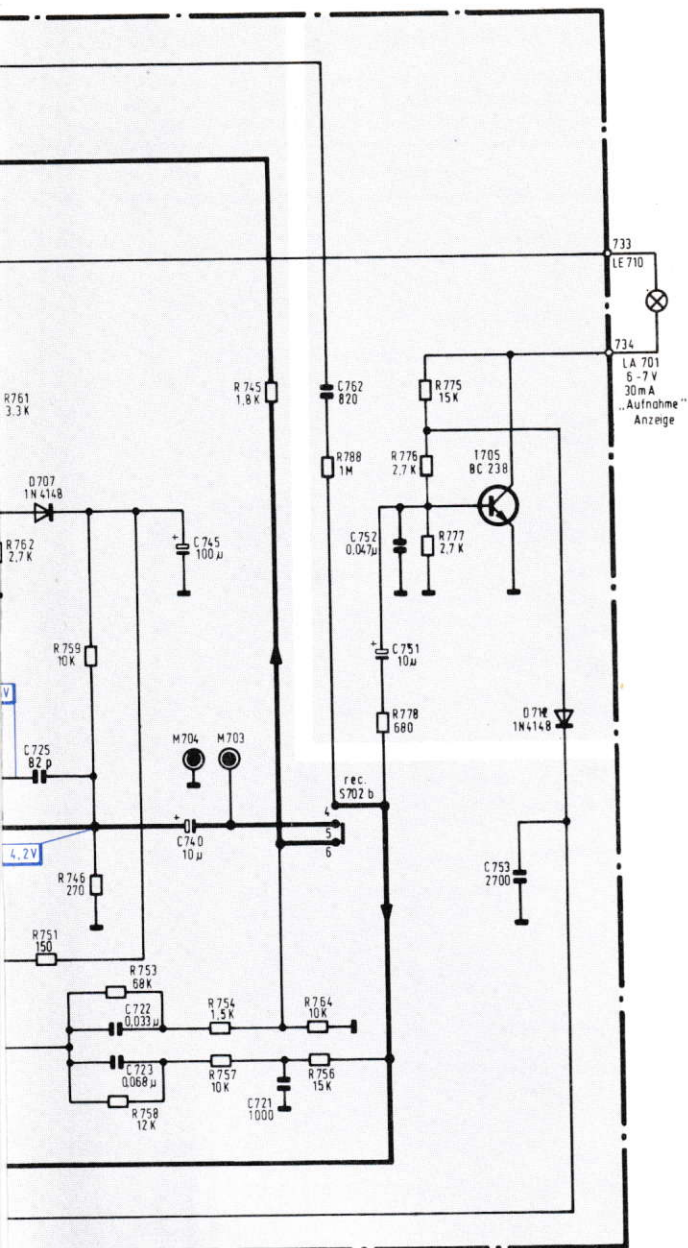 733
LE 710
734
LA 701
6-7V
30mA
„Aufnahme"
Anzeige
R761
3.3K
R745
1,8K
C762
820
R775
15K
R788
1M
R776
2,7K
T705
BC 238
D707
1N4148
R762
2,7K
+
C745
100µ
C752
0,047µ
R777
2,7K
R759
10K
+
C751
10µ
V
M704
M703
R778
680
D712
1N4148
C725
82p
rec.
S702 b
4
5
6
+
C740
10µ
4,2V
R746
270
C753
2700
R751
150
R753
68K
C722
0,033µ
R754
1,5K
R764
10K
C723
0,068µ
R757
10K
R756
15K
C721
1000
R758
12K